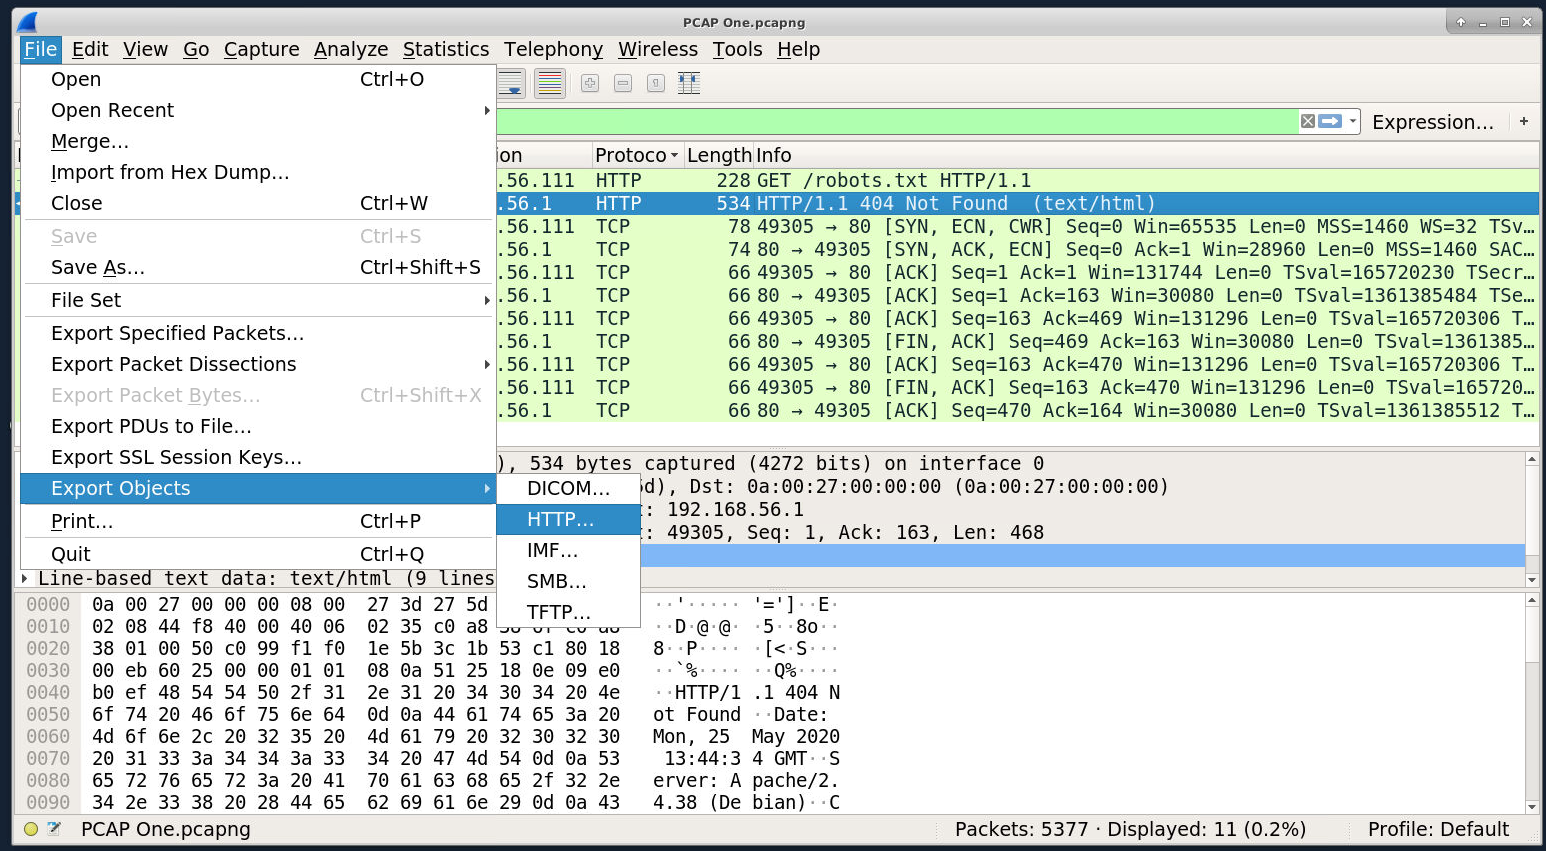 PCAP One.pcapng
File Edit View Go Capture Analyze Statistics Telephony Wireless Tools Help
Open Ctrl+O
Open Recent
Merge...
Import from Hex Dump...
Close Ctrl+W
Save Ctrl+S
Save As... Ctrl+Shift+S
File Set
Export Specified Packets...
Export Packet Dissections
Export Packet Bytes... Ctrl+Shift+X
Export PDUs to File...
Export SSL Session Keys...
Export Objects
Print... Ctrl+P
Quit Ctrl+Q
DICOM...
HTTP...
IMF...
SMB...
TFTP...
Expression... +
ion Protoco Length Info
.56.111 HTTP 228 GET /robots.txt HTTP/1.1
.56.1 HTTP 534 HTTP/1.1 404 Not Found (text/html)
.56.111 TCP 78 49305 → 80 [SYN, ECN, CWR] Seq=0 Win=65535 Len=0 MSS=1460 WS=32 TSv…
.56.1 TCP 74 80 → 49305 [SYN, ACK, ECN] Seq=0 Ack=1 Win=28960 Len=0 MSS=1460 SAC…
.56.111 TCP 66 49305 → 80 [ACK] Seq=1 Ack=1 Win=131744 Len=0 TSval=165720230 TSecr…
.56.1 TCP 66 80 → 49305 [ACK] Seq=1 Ack=163 Win=30080 Len=0 TSval=1361385484 TSe…
.56.111 TCP 66 49305 → 80 [ACK] Seq=163 Ack=469 Win=131296 Len=0 TSval=165720306 T…
.56.1 TCP 66 80 → 49305 [FIN, ACK] Seq=469 Ack=163 Win=30080 Len=0 TSval=1361385…
.56.111 TCP 66 49305 → 80 [ACK] Seq=163 Ack=470 Win=131296 Len=0 TSval=165720306 T…
.56.111 TCP 66 49305 → 80 [FIN, ACK] Seq=163 Ack=470 Win=131296 Len=0 TSval=165720…
.56.1 TCP 66 80 → 49305 [ACK] Seq=470 Ack=164 Win=30080 Len=0 TSval=1361385512 T…
), 534 bytes captured (4272 bits) on interface 0
d), Dst: 0a:00:27:00:00:00 (0a:00:27:00:00:00)
: 192.168.56.1
: 49305, Seq: 1, Ack: 163, Len: 468
Line-based text data: text/html (9 lines
0000 0a 00 27 00 00 00 08 00 27 3d 27 5d ··'····· '=']··E·
0010 02 08 44 f8 40 00 40 06 02 35 c0 a8 ··D·@·@· ·5··8o··
0020 38 01 00 50 c0 99 f1 f0 1e 5b 3c 1b 53 c1 80 18 8··P···· ·[<·S···
0030 00 eb 60 25 00 00 01 01 08 0a 51 25 18 0e 09 e0 ··`%···· ··Q%····
0040 b0 ef 48 54 54 50 2f 31 2e 31 20 34 30 34 20 4e ··HTTP/1 .1 404 N
0050 6f 74 20 46 6f 75 6e 64 0d 0a 44 61 74 65 3a 20 ot Found ··Date:
0060 4d 6f 6e 2c 20 32 35 20 4d 61 79 20 32 30 32 30 Mon, 25 May 2020
0070 20 31 33 3a 34 34 3a 33 34 20 47 4d 54 0d 0a 53 13:44:3 4 GMT··S
0080 65 72 76 65 72 3a 20 41 70 61 63 68 65 2f 32 2e erver: A pache/2.
0090 34 2e 33 38 20 28 44 65 62 69 61 6e 29 0d 0a 43 4.38 (De bian)··C
PCAP One.pcapng Packets: 5377 · Displayed: 11 (0.2%) Profile: Default